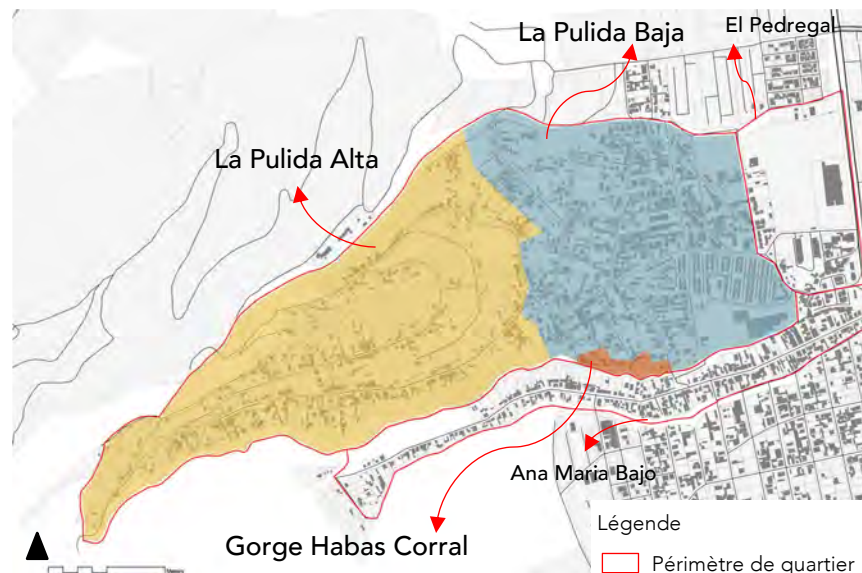 La Pulida Baja
El Pedregal
La Pulida Alta
Ana Maria Bajo
Gorge Habas Corral
Légende
Périmètre de quartier